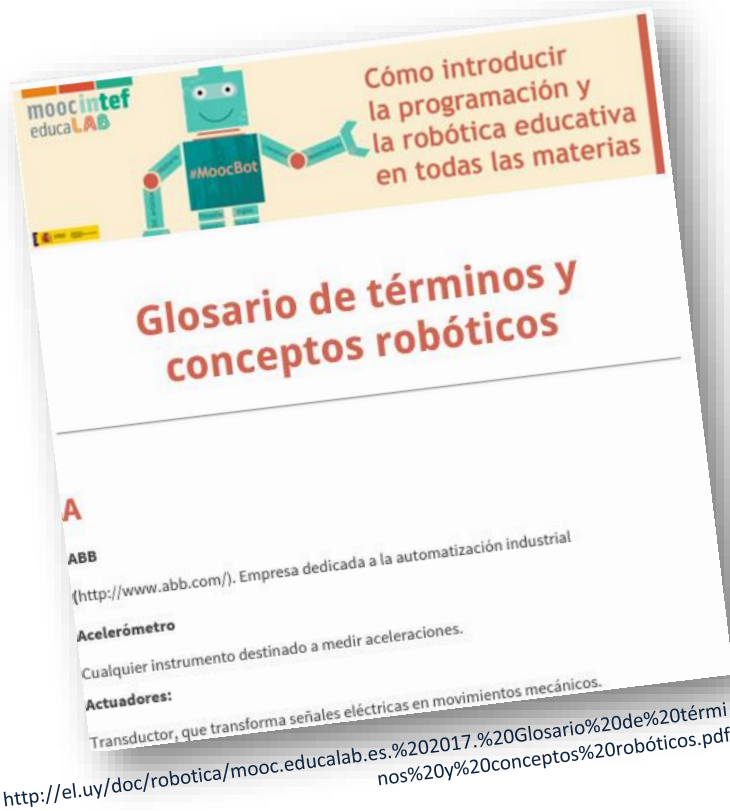 moocintef
educaLAB
Cómo introducir
la programación y
la robótica educativa
en todas las materias
#MoocBot
Glosario de términos y
conceptos robóticos
A
ABB
(http://www.abb.com/). Empresa dedicada a la automatización industrial
Acelerómetro
Cualquier instrumento destinado a medir aceleraciones.
Actuadores:
Transductor, que transforma señales eléctricas en movimientos mecánicos.
http://el.uy/doc/robotica/mooc.educalab.es.%202017.%20Glosario%20de%20térmi
nos%20y%20conceptos%20robóticos.pdf